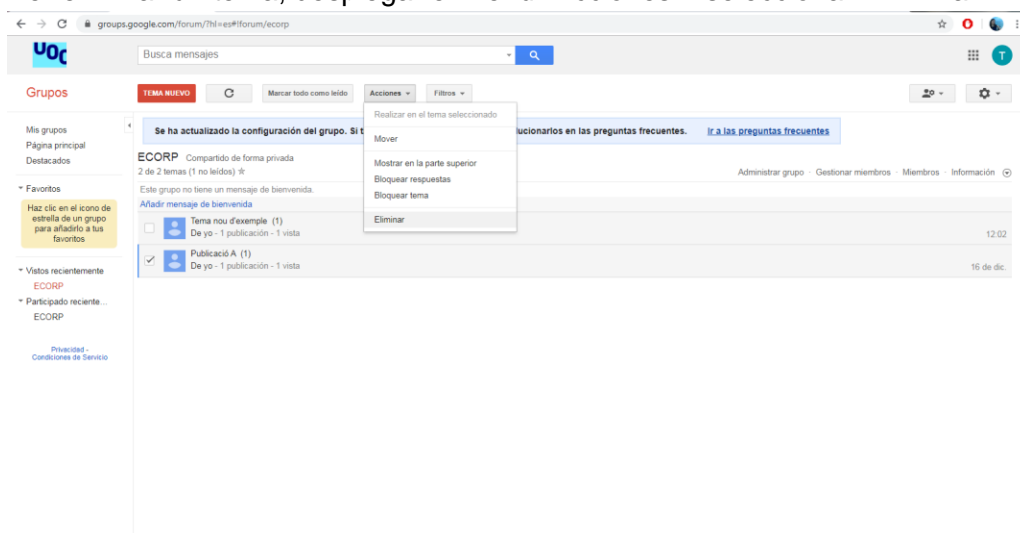 un tema, desplegar
groups.google.com/forum/?hl=es#!forum/ecorp
UOC
Busca mensajes
T
Grupos
TEMA NUEVO
Marcar todo como leído
Acciones
Filtros
Realizar en el tema seleccionado
Mover
Mostrar en la parte superior
Bloquear respuestas
Bloquear tema
Eliminar
Mis grupos
Página principal
Destacados
Favoritos
Haz clic en el icono de
estrella de un grupo
para añadirlo a tus
favoritos
Vistos recientemente
ECORP
Participado reciente...
ECORP
Privacidad -
Condiciones de Servicio
Se ha actualizado la configuración del grupo. Si en las preguntas frecuentes. Ir a las preguntas frecuentes
ECORP Compartido de forma privada
2 de 2 temas (1 no leídos)
Administrar grupo · Gestionar miembros · Miembros · Información
Este grupo no tiene un mensaje de bienvenida.
Añadir mensaje de bienvenida
Tema nou d'exemple (1)
De yo - 1 publicación - 1 vista
12:02
Publicació A (1)
De yo - 1 publicación - 1 vista
16 de dic.